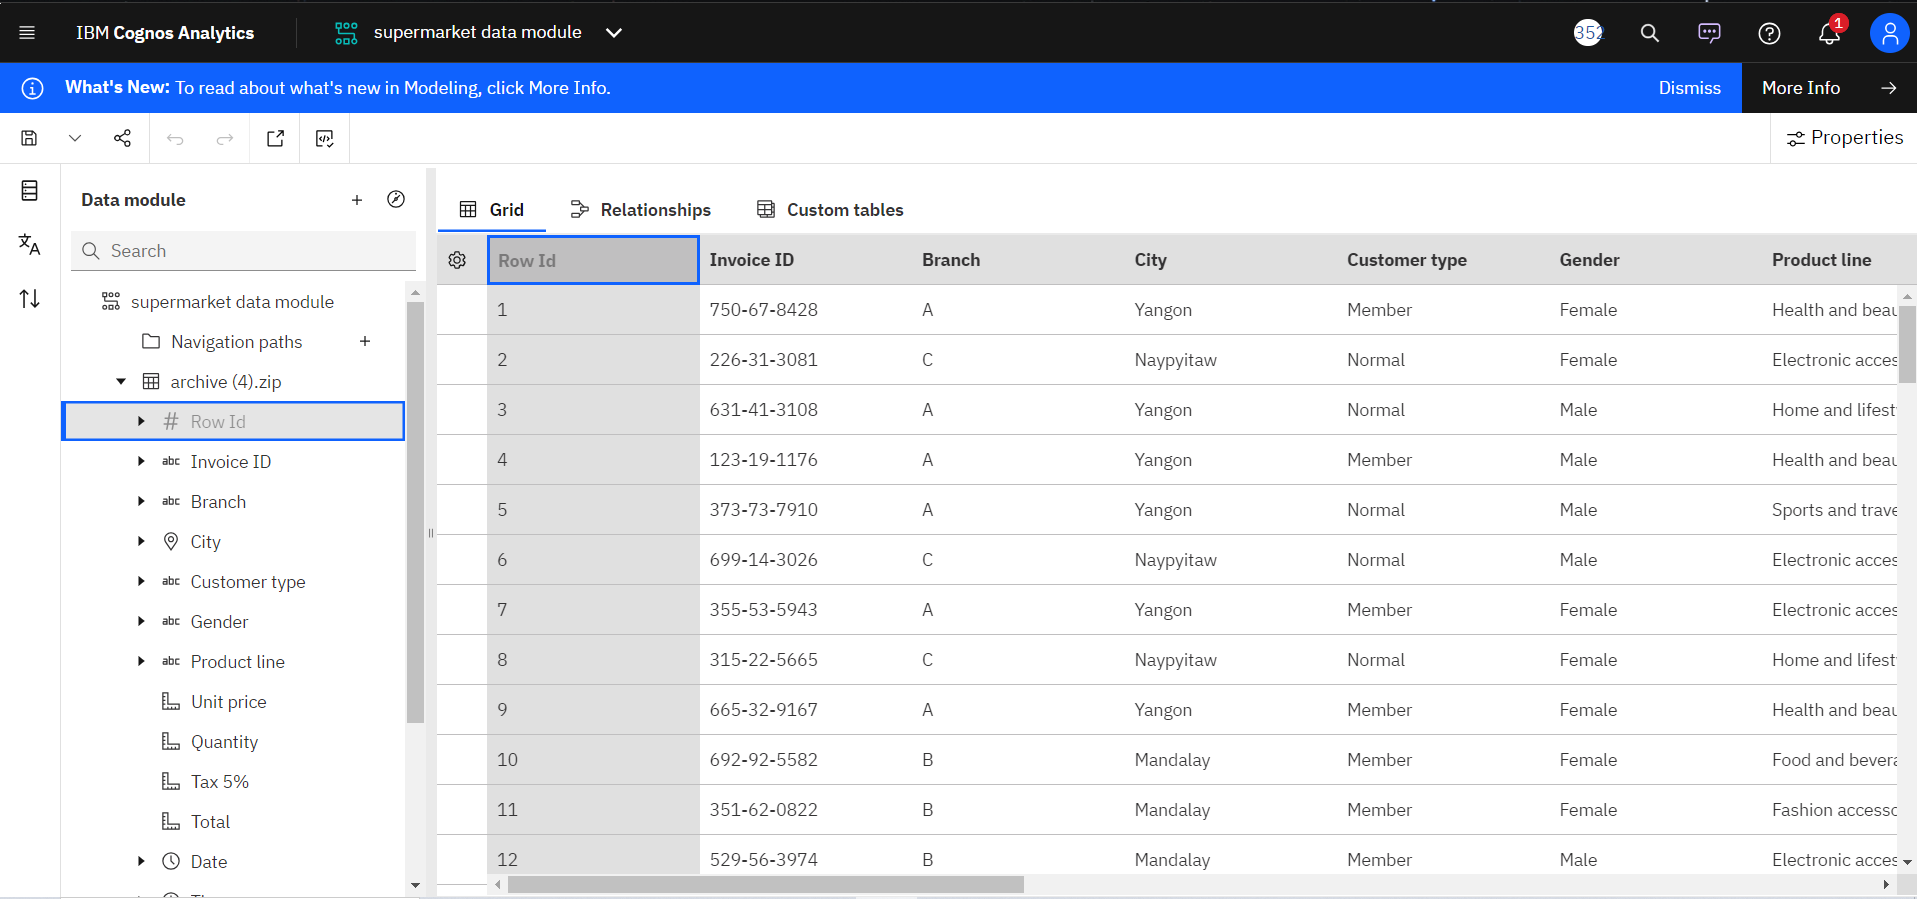 IBM Cognos Analytics
supermarket data module
352
1
What's New: To read about what's new in Modeling, click More Info.
Dismiss
More Info
Properties
Data module
Search
supermarket data module
Navigation paths
archive (4).zip
# Row Id
abc Invoice ID
abc Branch
City
abc Customer type
abc Gender
abc Product line
Unit price
Quantity
Tax 5%
Total
Date
Grid
Relationships
Custom tables
Row Id Invoice ID Branch City Customer type Gender Product line
1 750-67-8428 A Yangon Member Female Health and beau
2 226-31-3081 C Naypyitaw Normal Female Electronic acces
3 631-41-3108 A Yangon Normal Male Home and lifest
4 123-19-1176 A Yangon Member Male Health and beau
5 373-73-7910 A Yangon Normal Male Sports and trave
6 699-14-3026 C Naypyitaw Normal Male Electronic acces
7 355-53-5943 A Yangon Member Female Electronic acces
8 315-22-5665 C Naypyitaw Normal Female Home and lifest
9 665-32-9167 A Yangon Member Female Health and beau
10 692-92-5582 B Mandalay Member Female Food and bevera
11 351-62-0822 B Mandalay Member Female Fashion accesso
12 529-56-3974 B Mandalay Member Male Electronic acces